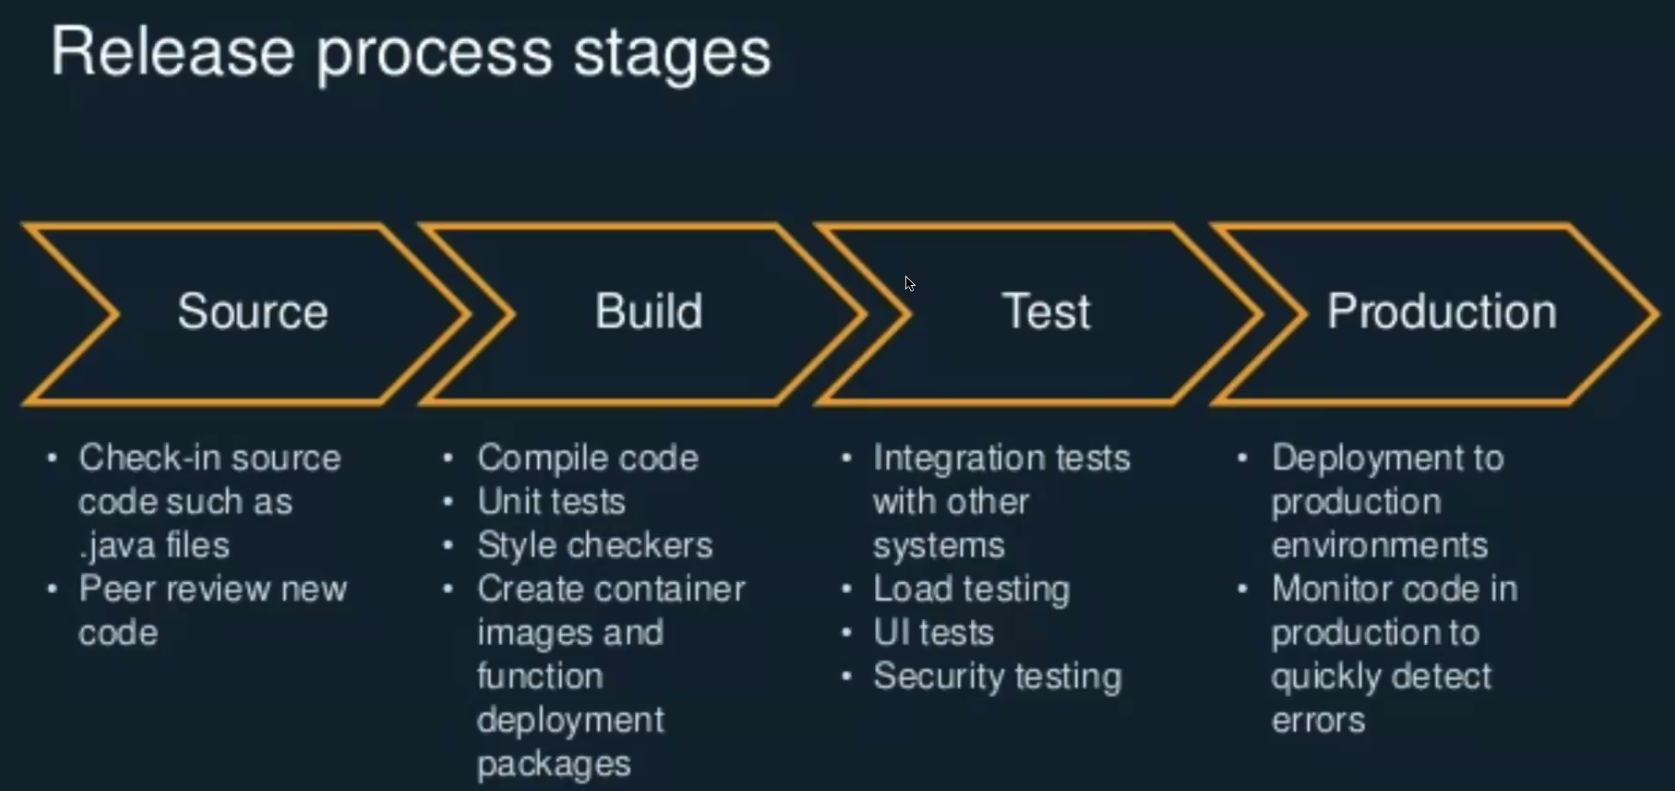 Release process stages
Source
Build
Test
Production
• Check-in source
code such as
.java files
• Peer review new
code
• Compile code
• Unit tests
• Style checkers
• Create container
images and
function
deployment
packages
• Integration tests
with other
systems
• Load testing
• UI tests
• Security testing
• Deployment to
production
environments
• Monitor code in
production to
quickly detect
errors